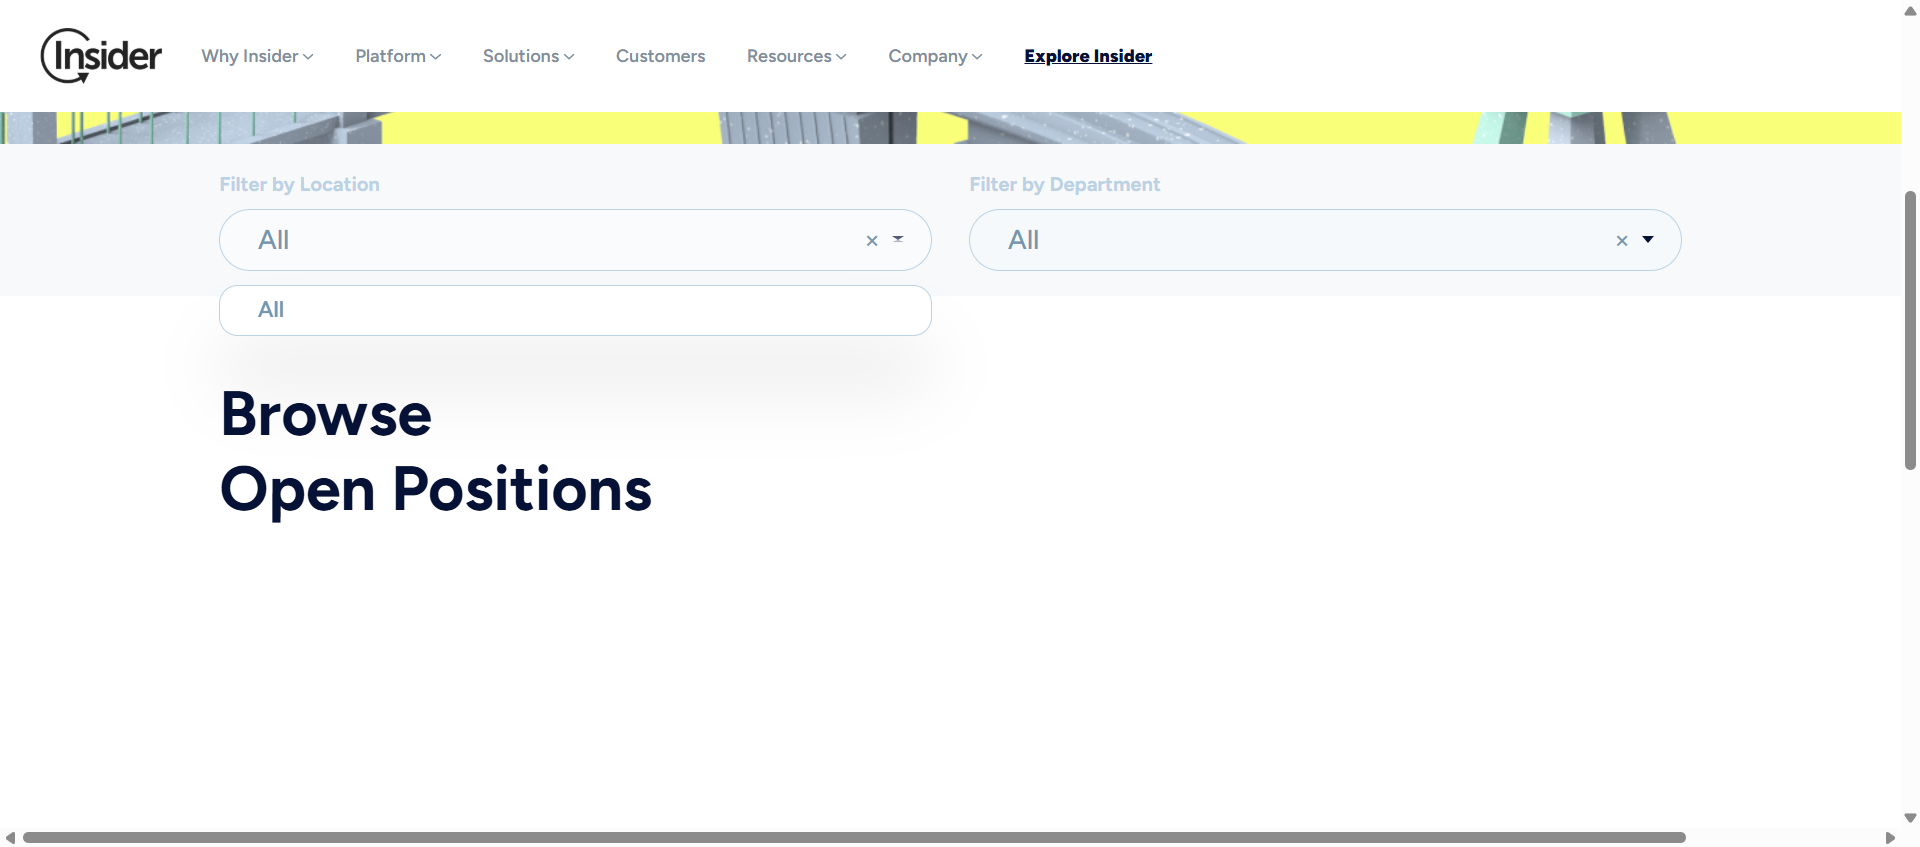 Insider
Why Insider
Platform
Solutions
Customers
Resources
Company
Explore Insider
Filter by Location
Filter by Department
All
All
All
Browse
Open Positions